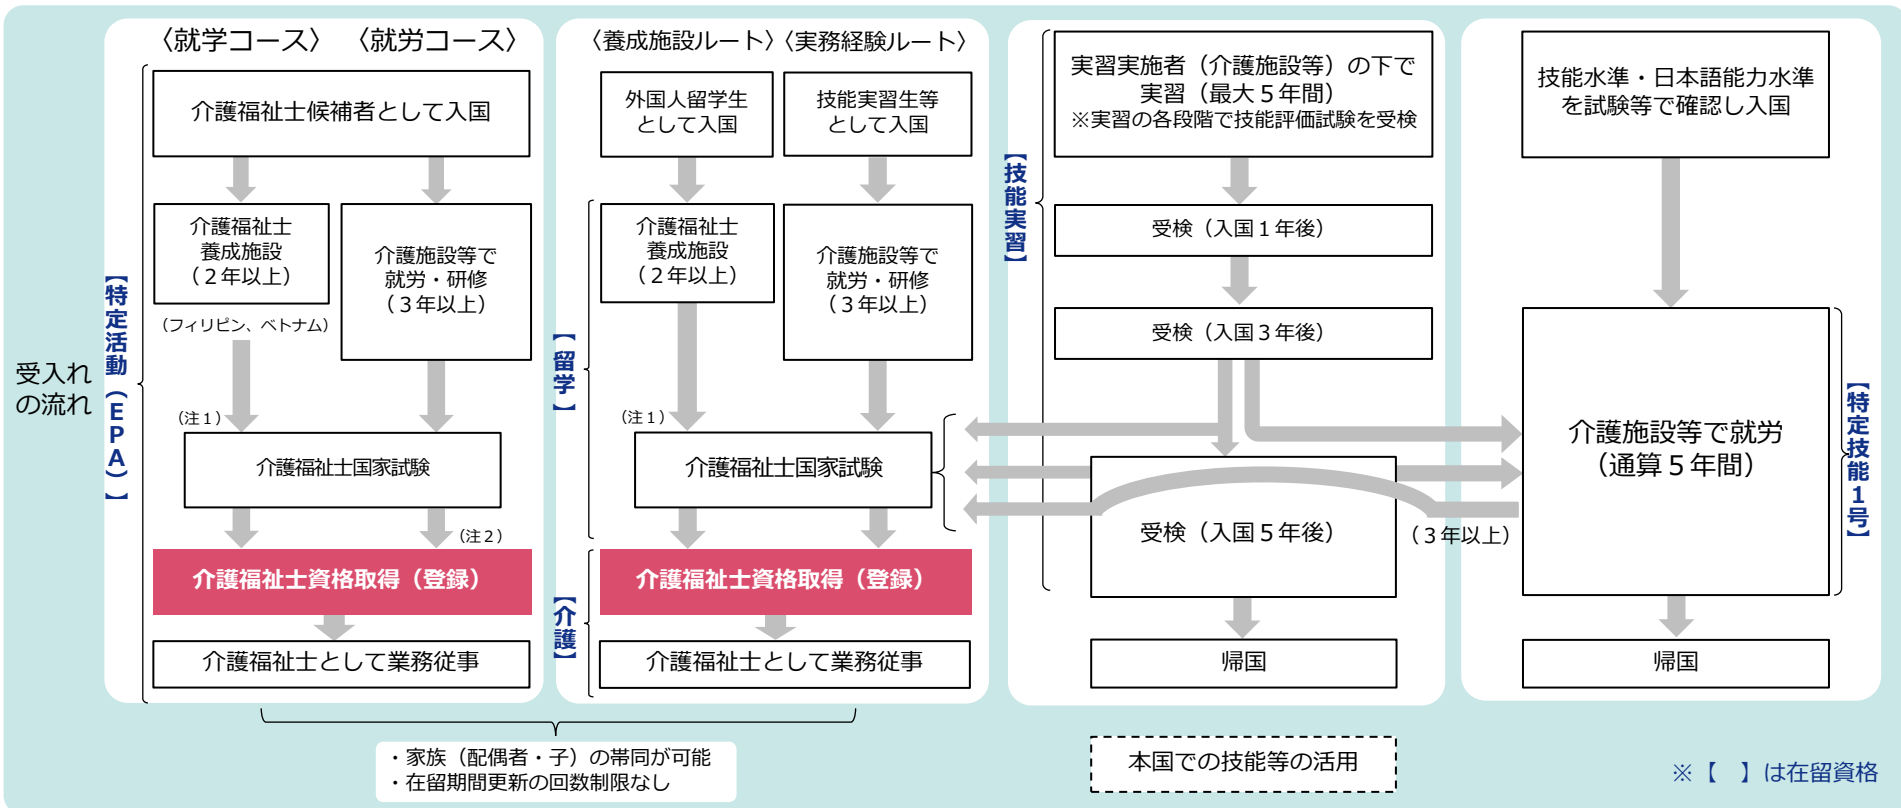 受入れ
の流れ
〈就学コース〉 〈就労コース〉
【特定活動（ＥＰＡ）】
介護福祉士候補者として入国
介護福祉士
養成施設
（２年以上）
（フィリピン、ベトナム）
介護施設等で
就労・研修
（３年以上）
（注１）
介護福祉士国家試験
（注２）
介護福祉士資格取得（登録）
介護福祉士として業務従事
〈養成施設ルート〉 〈実務経験ルート〉
外国人留学生
として入国
技能実習生等
として入国
【留学】
介護福祉士
養成施設
（２年以上）
介護施設等で
就労・研修
（３年以上）
（注１）
介護福祉士国家試験
【介護】
介護福祉士資格取得（登録）
介護福祉士として業務従事
・家族（配偶者・子）の帯同が可能
・在留期間更新の回数制限なし
【技能実習】
実習実施者（介護施設等）の下で
実習（最大５年間）
※実習の各段階で技能評価試験を受検
受検（入国１年後）
受検（入国３年後）
受検（入国５年後）
帰国
本国での技能等の活用
技能水準・日本語能力水準
を試験等で確認し入国
介護施設等で就労
（通算５年間）
【特定技能１号】
（３年以上）
帰国
※【　】は在留資格